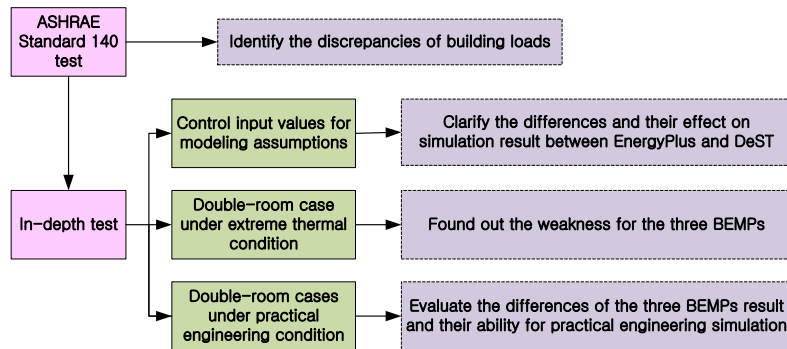 ASHRAE
Standard 140
test
Identify the discrepancies of building loads
Control input values for
modeling assumptions
Clarify the differences and their effect on
simulation result between EnergyPlus and DeST
In-depth test
Double-room case
under extreme thermal
condition
Found out the weakness for the three BEMPs
Double-room cases
under practical
engineering condition
Evaluate the differences of the three BEMPs result
and their ability for practical engineering simulation